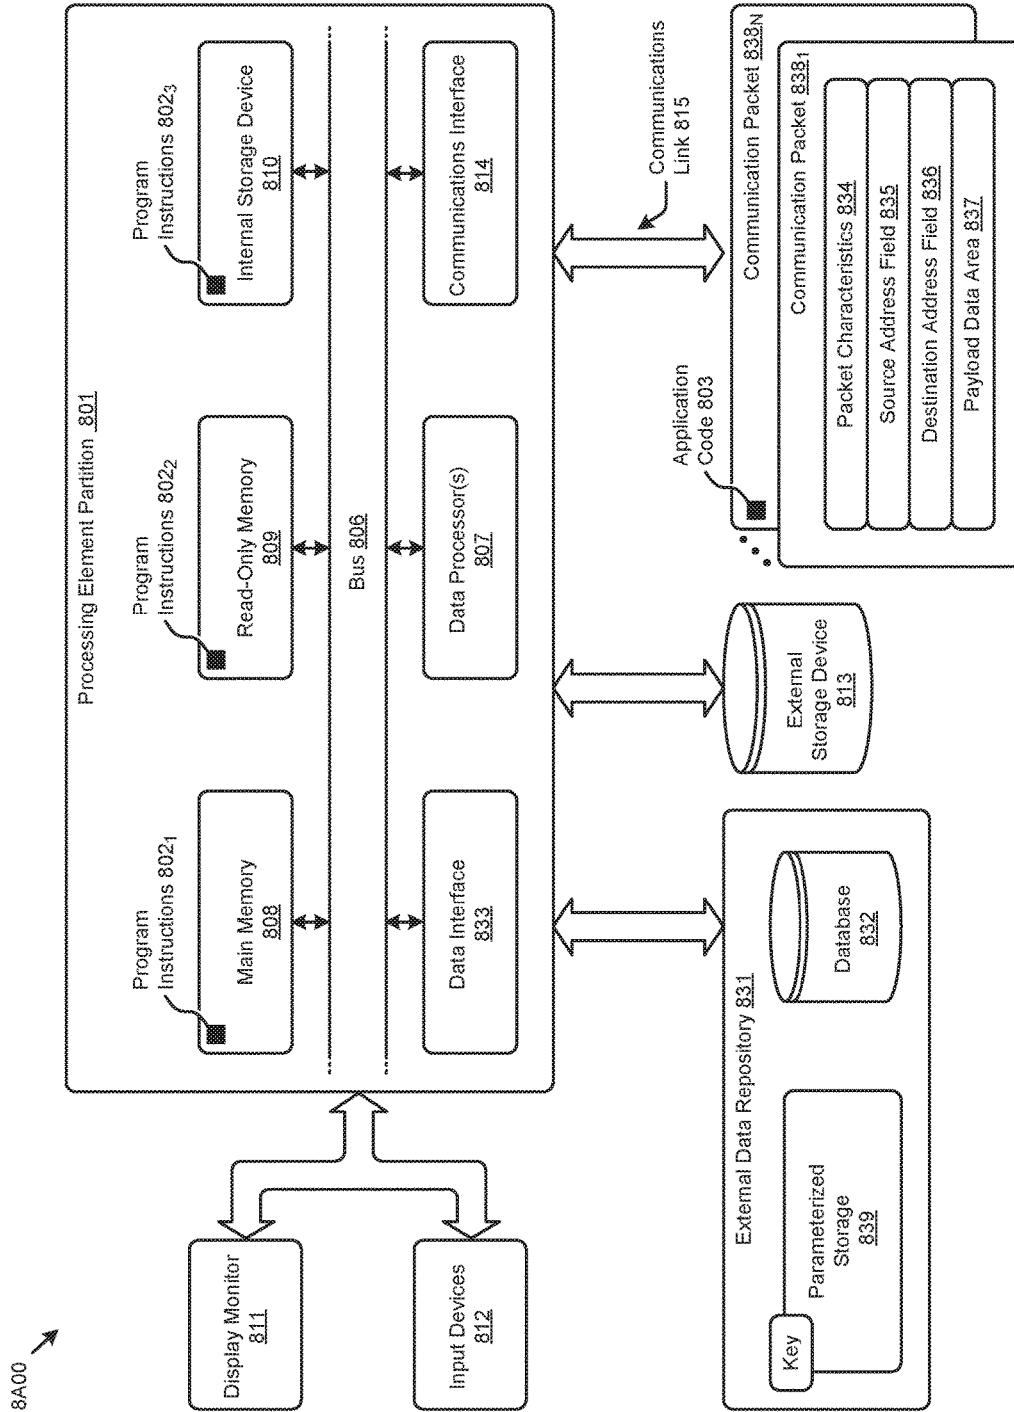 8A00
Processing Element Partition 801
Program
Instructions 802₁
Program
Instructions 802₂
Program
Instructions 802₃
Main Memory
808
Read-Only Memory
809
Internal Storage Device
810
Bus 806
Data Interface
833
Data Processor(s)
807
Communications Interface
814
Display Monitor
811
Input Devices
812
Communications
Link 815
External Data Repository 831
Key
Parameterized
Storage
839
Database
832
External
Storage Device
813
Application
Code 803
Communication Packet 838N
Communication Packet 838₁
Packet Characteristics 834
Source Address Field 835
Destination Address Field 836
Payload Data Area 837